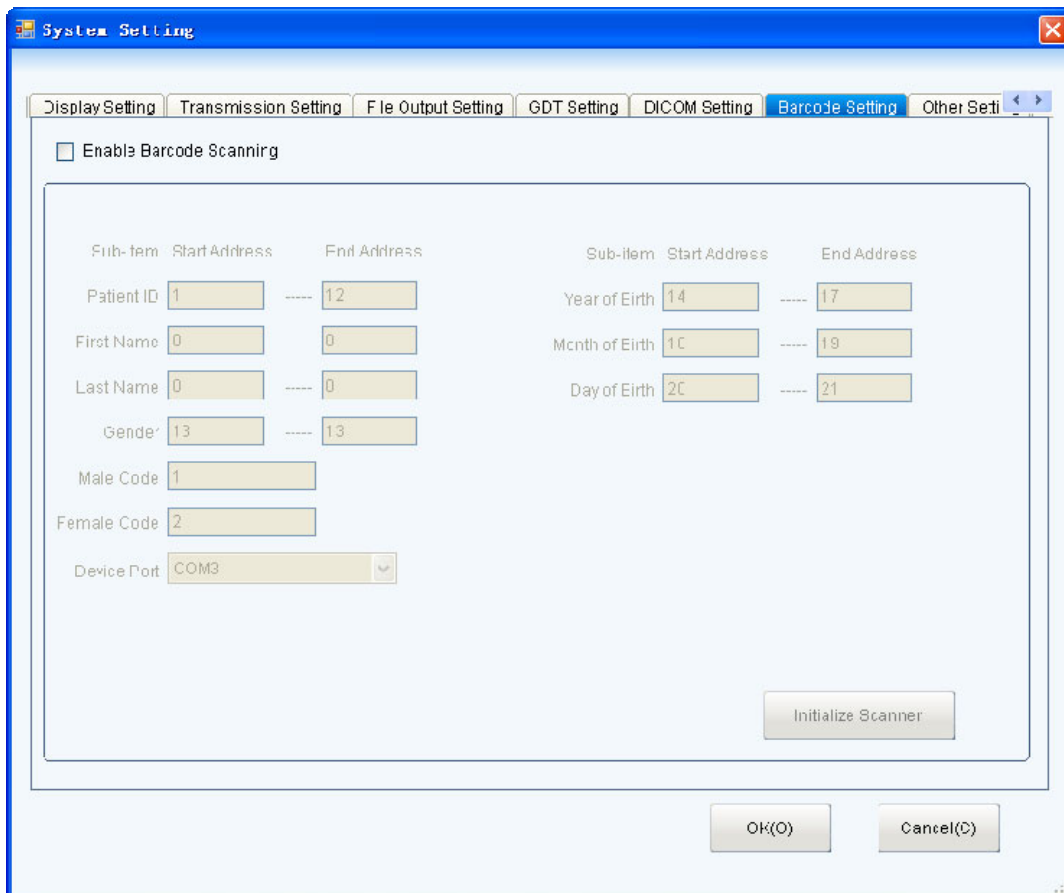 System Setting
Display Setting Transmission Setting File Output Setting GDT Setting DICOM Setting Barcode Setting Other Setti
Enable Barcode Scanning
Sub-item Start Address End Address
Patient ID 1 ----- 12
First Name 0 0
Last Name 0 ----- 0
Gender 13 ----- 13
Male Code 1
Female Code 2
Device Port COM3
Sub-item Start Address End Address
Year of Birth 14 ----- 17
Month of Birth ----- 19
Day of Birth 20 ----- 21
Initialize Scanner
OK(O) Cancel(C)